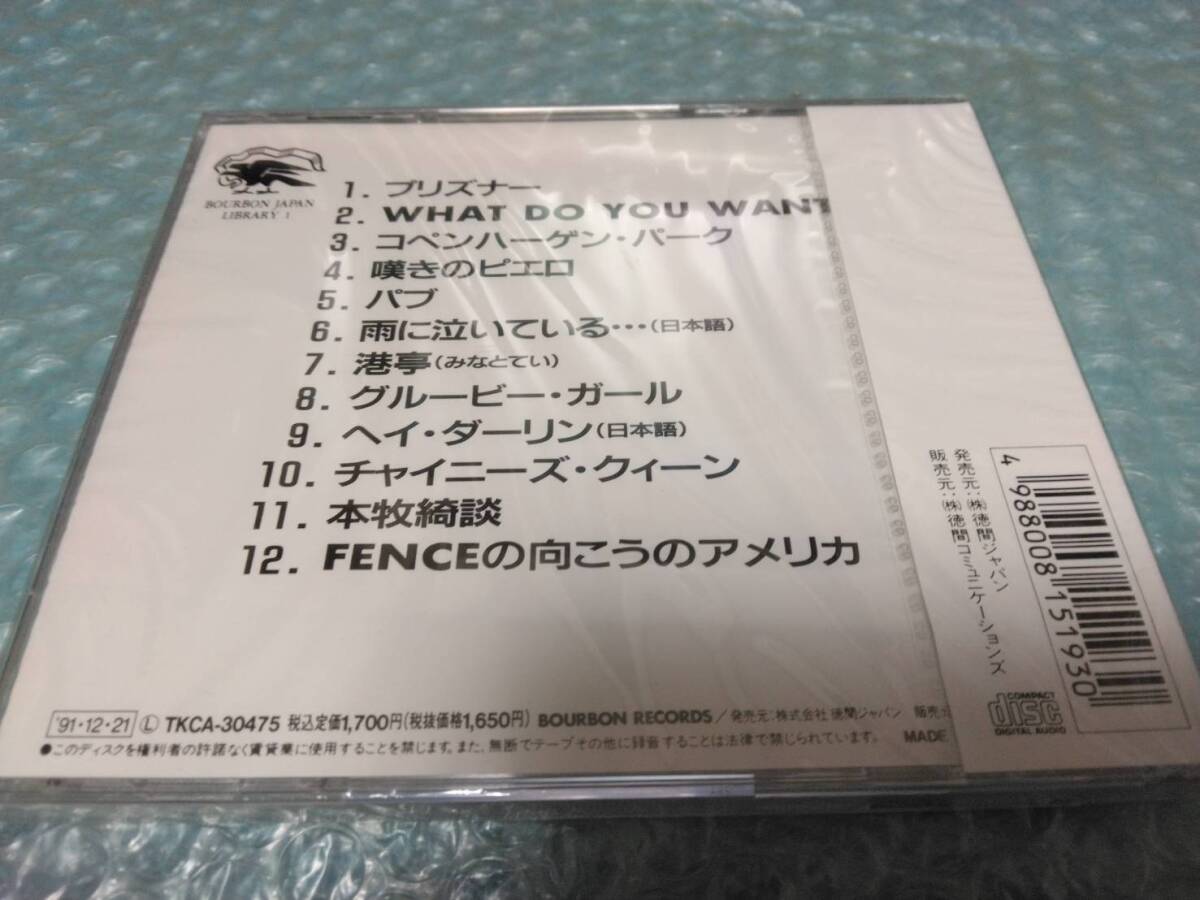 BOURBON JAPAN
LIBRARY 1
1. プリズナー
2. WHAT DO YOU WANT
3. コペンハーゲン・パーク
4. 嘆きのピエロ
5. パブ
6. 雨に泣いている…(日本語)
7. 港亭(みなとてい)
8. グルービー・ガール
9. ヘイ・ダーリン(日本語)
10. チャイニーズ・クィーン
11. 本牧綺談
12. FENCEの向こうのアメリカ
'91・12・21 Ⓛ TKCA-30475 税込定価1,700円(税抜価格1,650円) BOURBON RECORDS/発売元:株式会社 徳間ジャパン 販売元
●このディスクを権利者の許諾なく賃貸業に使用することを禁じます。また、無断でテープその他に録音することは法律で禁じられています。 MADE
発売元:㈱徳間ジャパン
販売元:㈱徳間コミュニケーションズ
4 988008 151930
COMPACT
disc
DIGITAL AUDIO